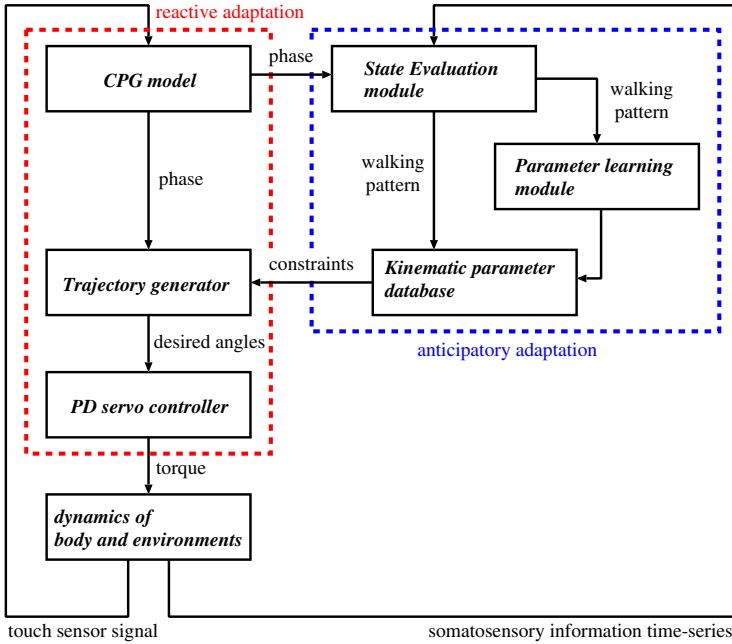 reactive adaptation
CPG model
phase
State Evaluation
module
walking
pattern
walking
pattern
Parameter learning
module
phase
Trajectory generator
constraints
Kinematic parameter
database
desired angles
anticipatory adaptation
PD servo controller
torque
dynamics of
body and environments
touch sensor signal
somatosensory information time-series